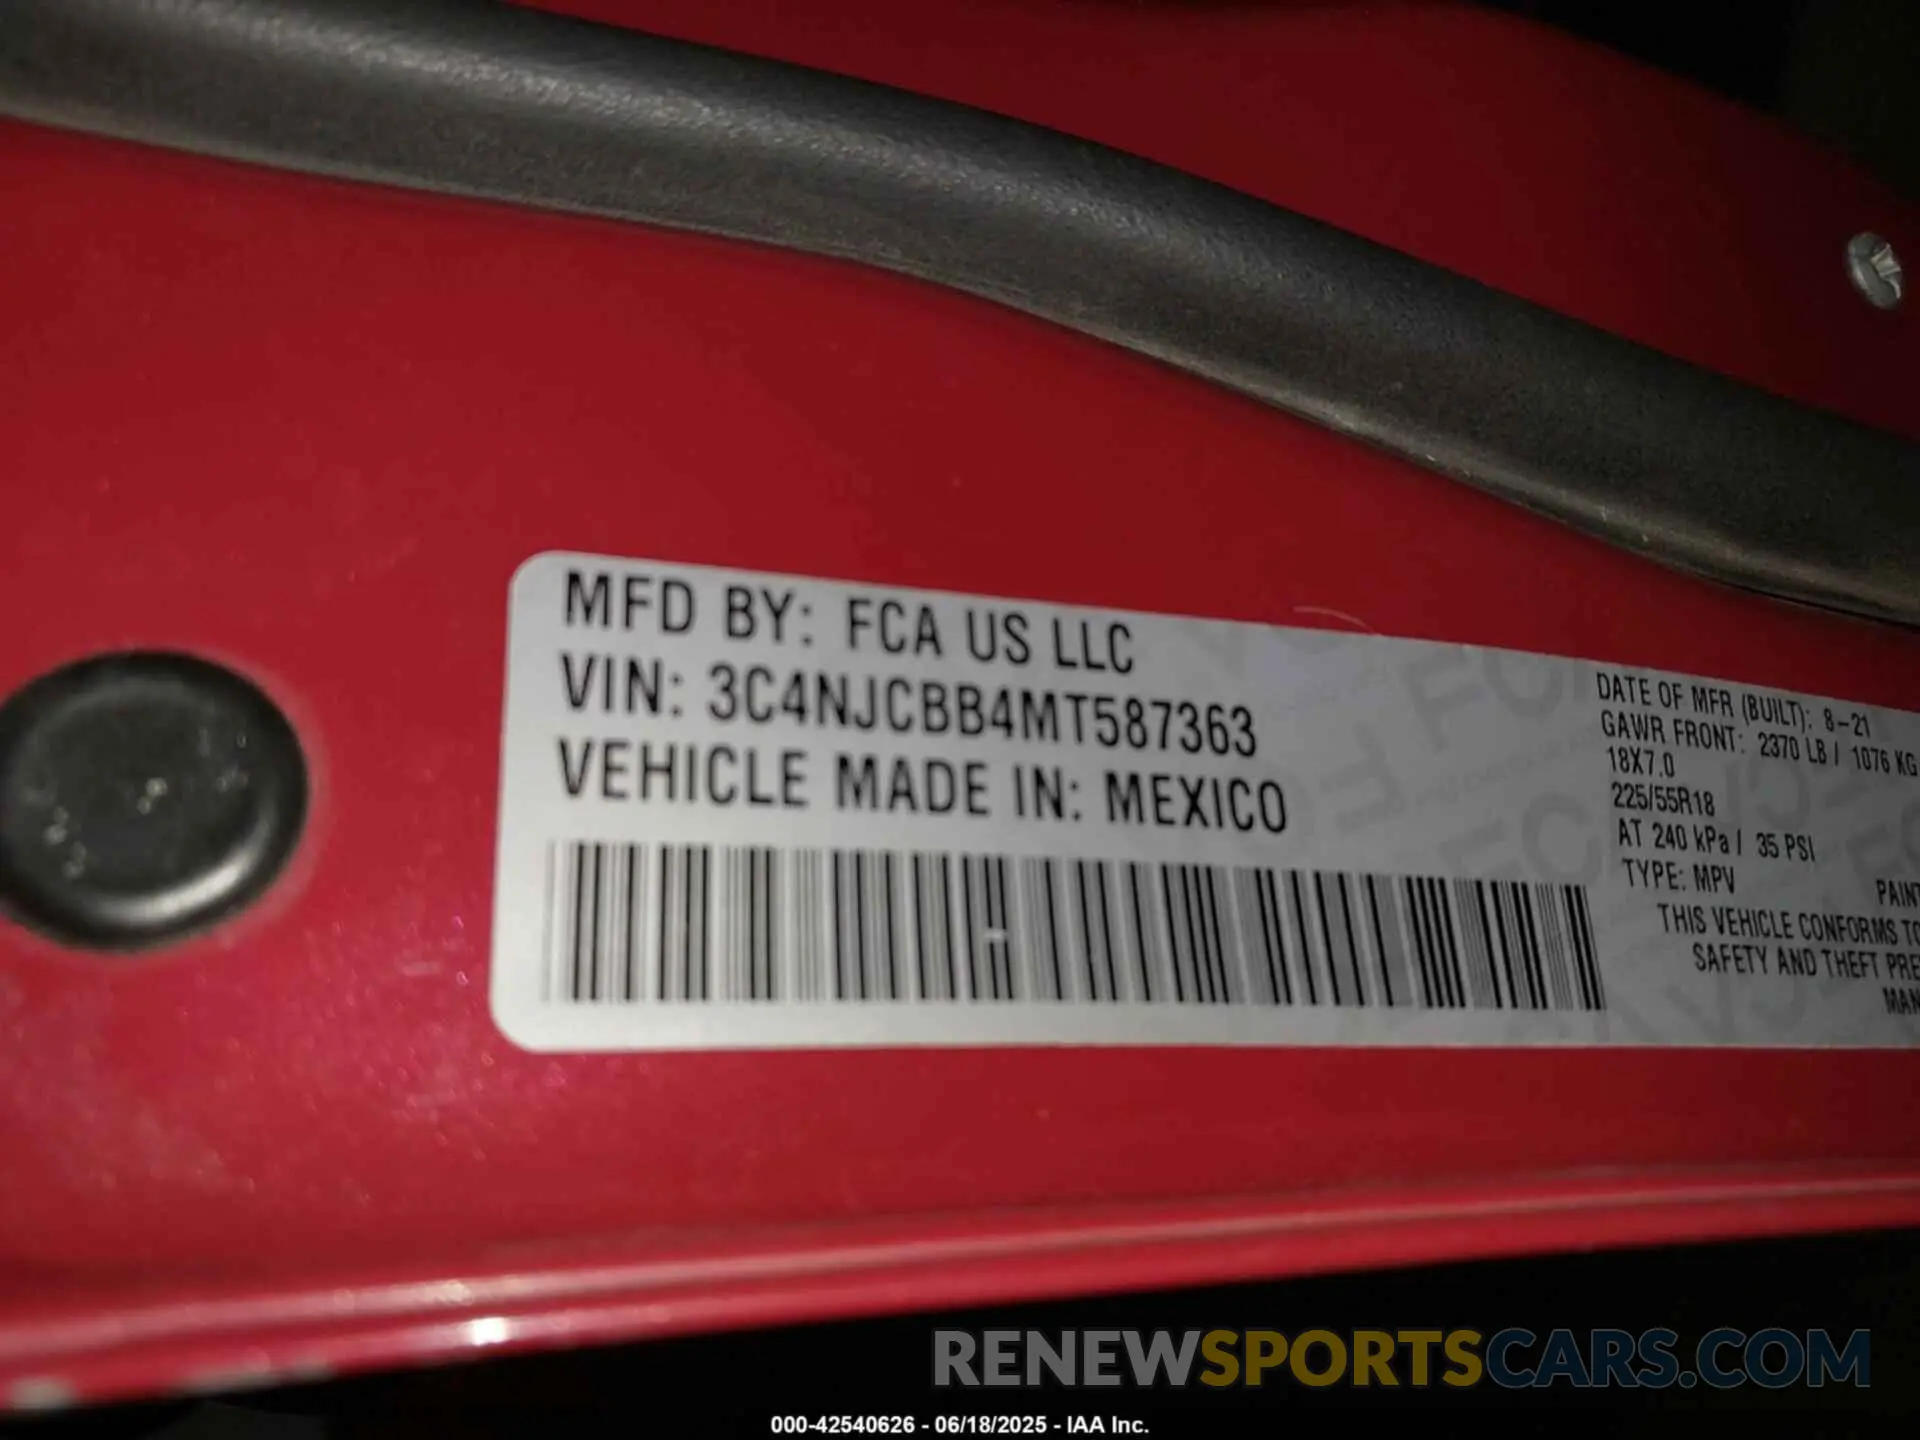 MFD BY: FCA US LLC
VIN: 3C4NJCBB4MT587363
VEHICLE MADE IN: MEXICO
DATE OF MFR (BUILT): 8-21
GAWR FRONT: 2370 LB / 1076 KG
18X7.0
225/55R18
AT 240 kPa / 35 PSI
TYPE: MPV
PAINT
THIS VEHICLE CONFORMS TO
SAFETY AND THEFT PRE
MAN
RENEWSPORTSCARS.COM
000-42540626 - 06/18/2025 - IAA Inc.